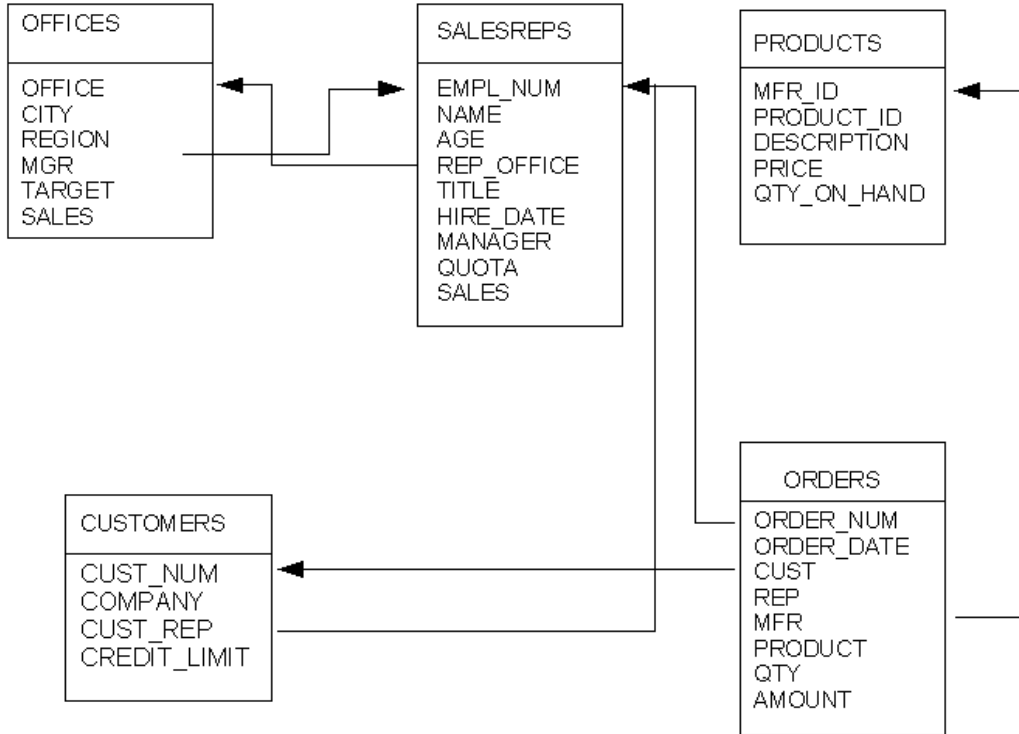 OFFICES
OFFICE
CITY
REGION
MGR
TARGET
SALES
SALESREPS
EMPL_NUM
NAME
AGE
REP_OFFICE
TITLE
HIRE_DATE
MANAGER
QUOTA
SALES
PRODUCTS
MFR_ID
PRODUCT_ID
DESCRIPTION
PRICE
QTY_ON_HAND
CUSTOMERS
CUST_NUM
COMPANY
CUST_REP
CREDIT_LIMIT
ORDERS
ORDER_NUM
ORDER_DATE
CUST
REP
MFR
PRODUCT
QTY
AMOUNT